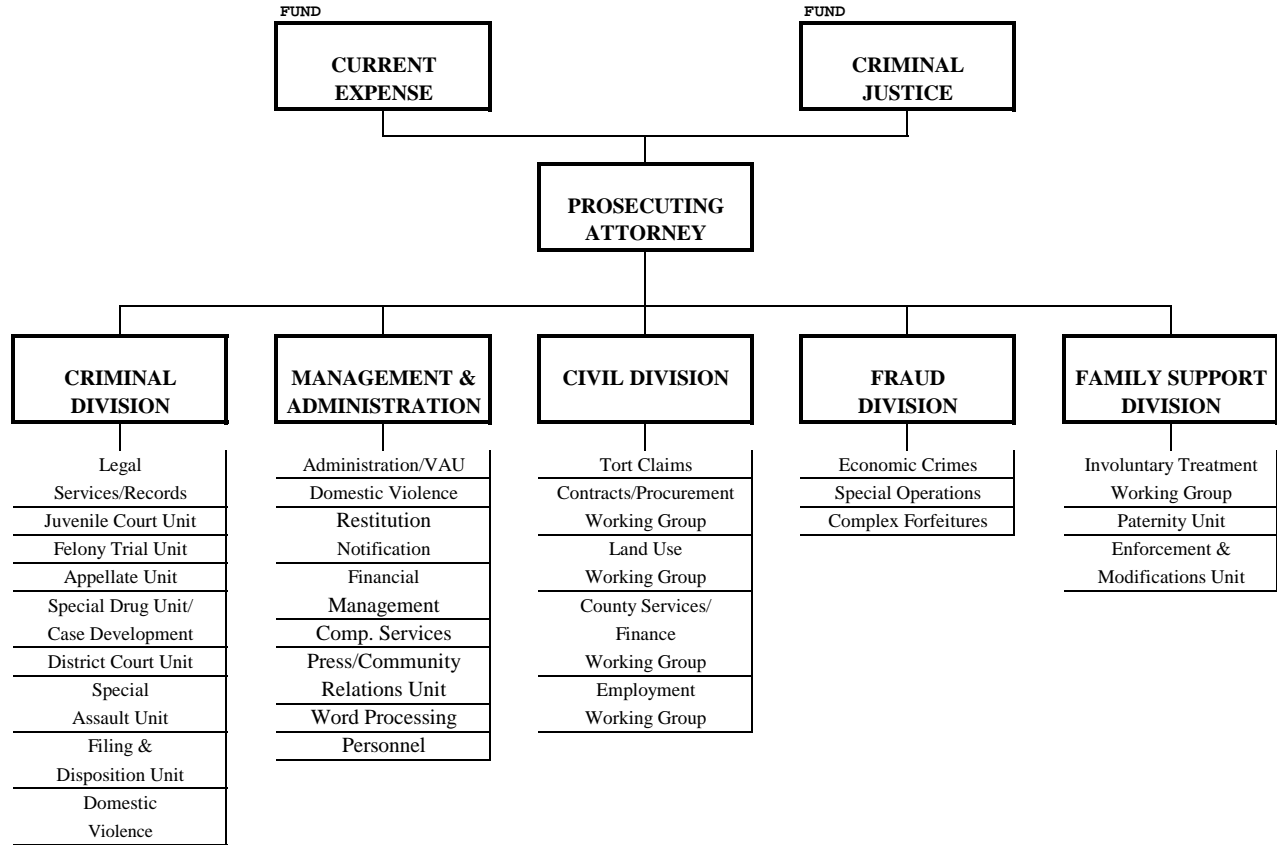 FUND
CURRENT
EXPENSE
FUND
CRIMINAL
JUSTICE
PROSECUTING
ATTORNEY
CRIMINAL
DIVISION
Legal
Services/Records
Juvenile Court Unit
Felony Trial Unit
Appellate Unit
Special Drug Unit/
Case Development
District Court Unit
Special
Assault Unit
Filing &
Disposition Unit
Domestic
Violence
MANAGEMENT &
ADMINISTRATION
Administration/VAU
Domestic Violence
Restitution
Notification
Financial
Management
Comp. Services
Press/Community
Relations Unit
Word Processing
Personnel
CIVIL DIVISION
Tort Claims
Contracts/Procurement
Working Group
Land Use
Working Group
County Services/
Finance
Working Group
Employment
Working Group
FRAUD
DIVISION
Economic Crimes
Special Operations
Complex Forfeitures
FAMILY SUPPORT
DIVISION
Involuntary Treatment
Working Group
Paternity Unit
Enforcement &
Modifications Unit